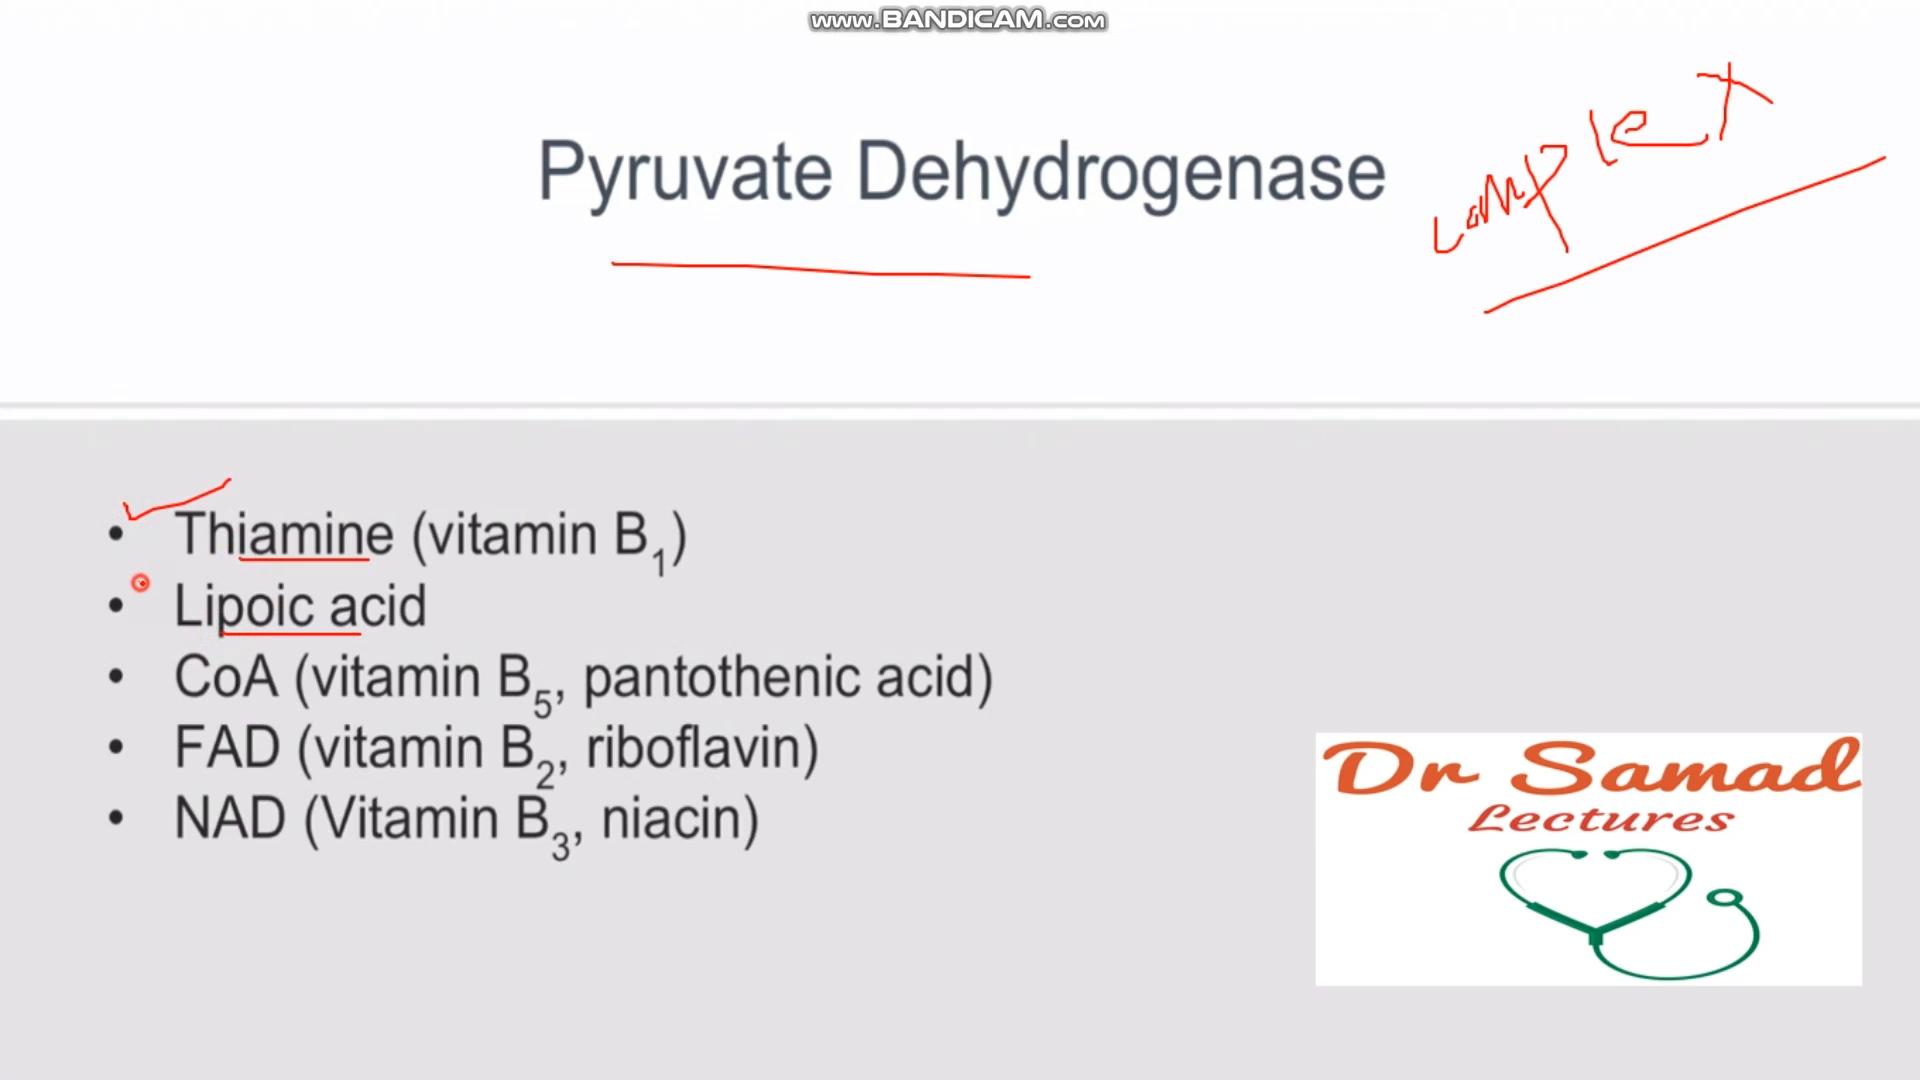 www.BANDICAM.com
Pyruvate Dehydrogenase
complex
• Thiamine (vitamin B1)
• Lipoic acid
• CoA (vitamin B5, pantothenic acid)
• FAD (vitamin B2, riboflavin)
• NAD (Vitamin B3, niacin)
Dr Samad
Lectures